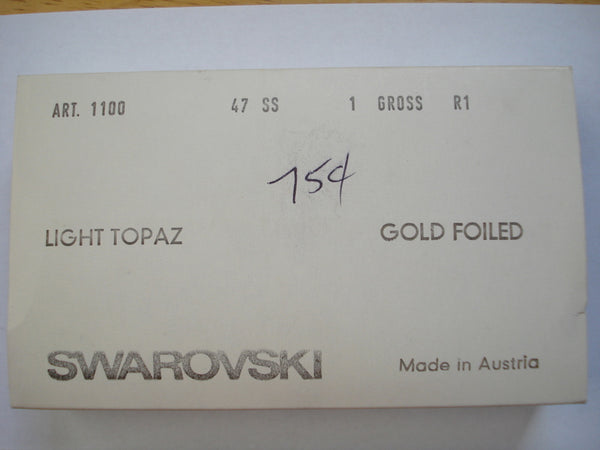 ART. 1100 47 SS 1 GROSS R1
154
LIGHT TOPAZ GOLD FOILED
SWAROVSKI Made in Austria